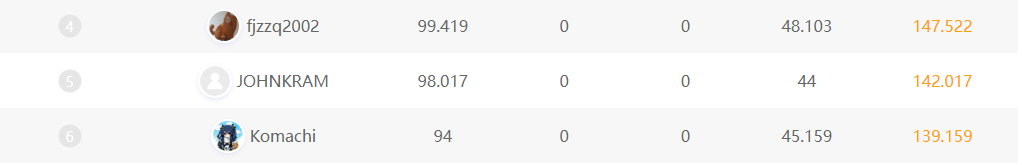 4 fjzzq2002 99.419 0 0 48.103 147.522
5 JOHNKRAM 98.017 0 0 44 142.017
6 Komachi 94 0 0 45.159 139.159